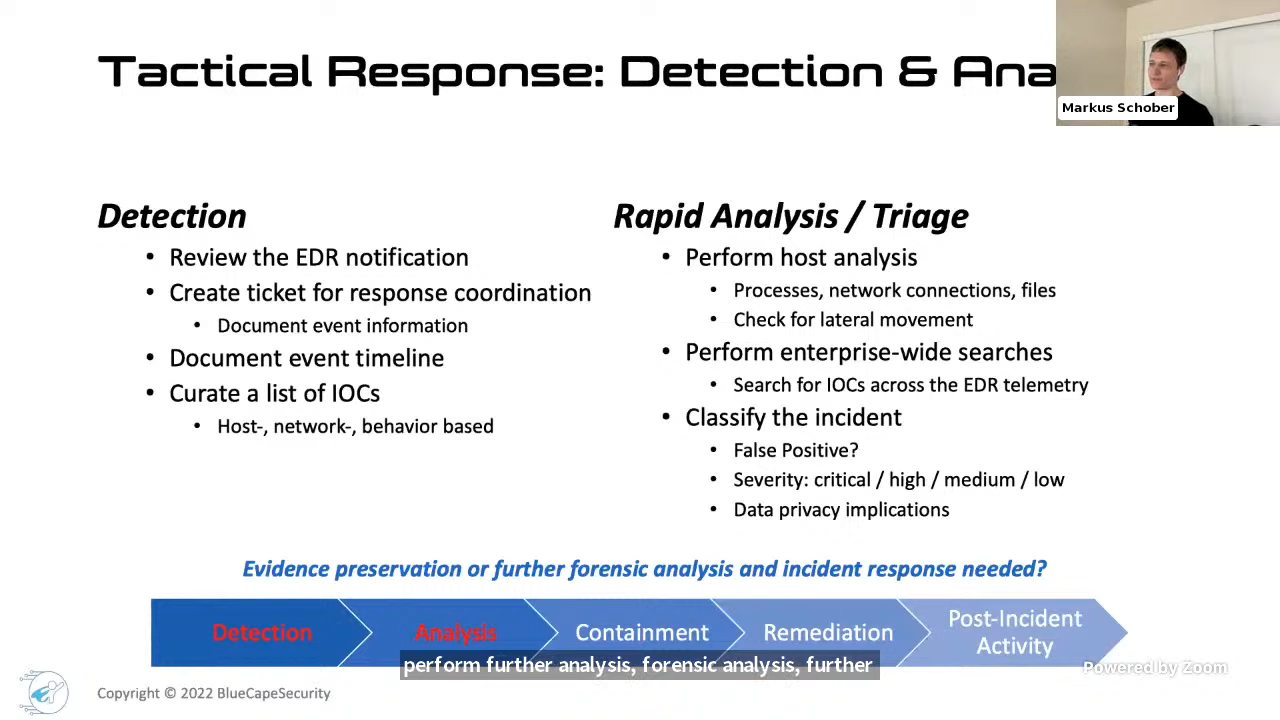 Tactical Response: Detection & Ana
Markus Schober
Detection
• Review the EDR notification
• Create ticket for response coordination
• Document event information
• Document event timeline
• Curate a list of IOCs
• Host-, network-, behavior based
Rapid Analysis / Triage
• Perform host analysis
• Processes, network connections, files
• Check for lateral movement
• Perform enterprise-wide searches
• Search for IOCs across the EDR telemetry
• Classify the incident
• False Positive?
• Severity: critical / high / medium / low
• Data privacy implications
Evidence preservation or further forensic analysis and incident response needed?
Detection
Analysis
Containment
Remediation
Post-Incident
Activity
perform further analysis, forensic analysis, further
Powered by Zoom
Copyright © 2022 BlueCapeSecurity